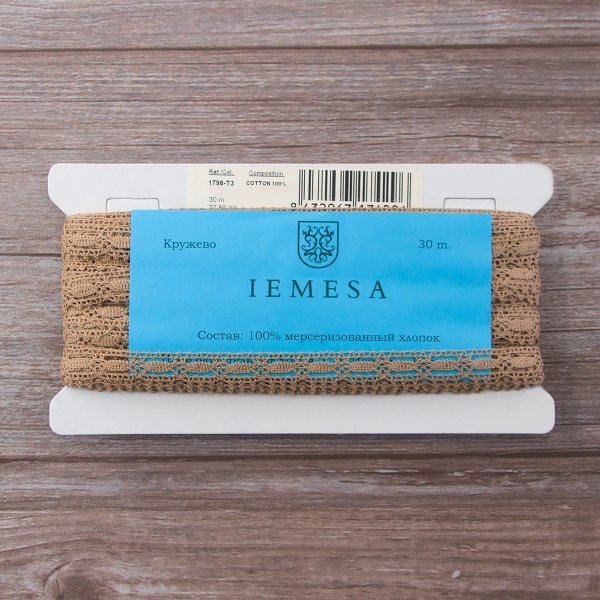 Ref./Col. Composition
1798-T3 COTTON 100%
30 m
Кружево 30 m.
IEMESA
Состав: 100% мерсеризованный хлопок